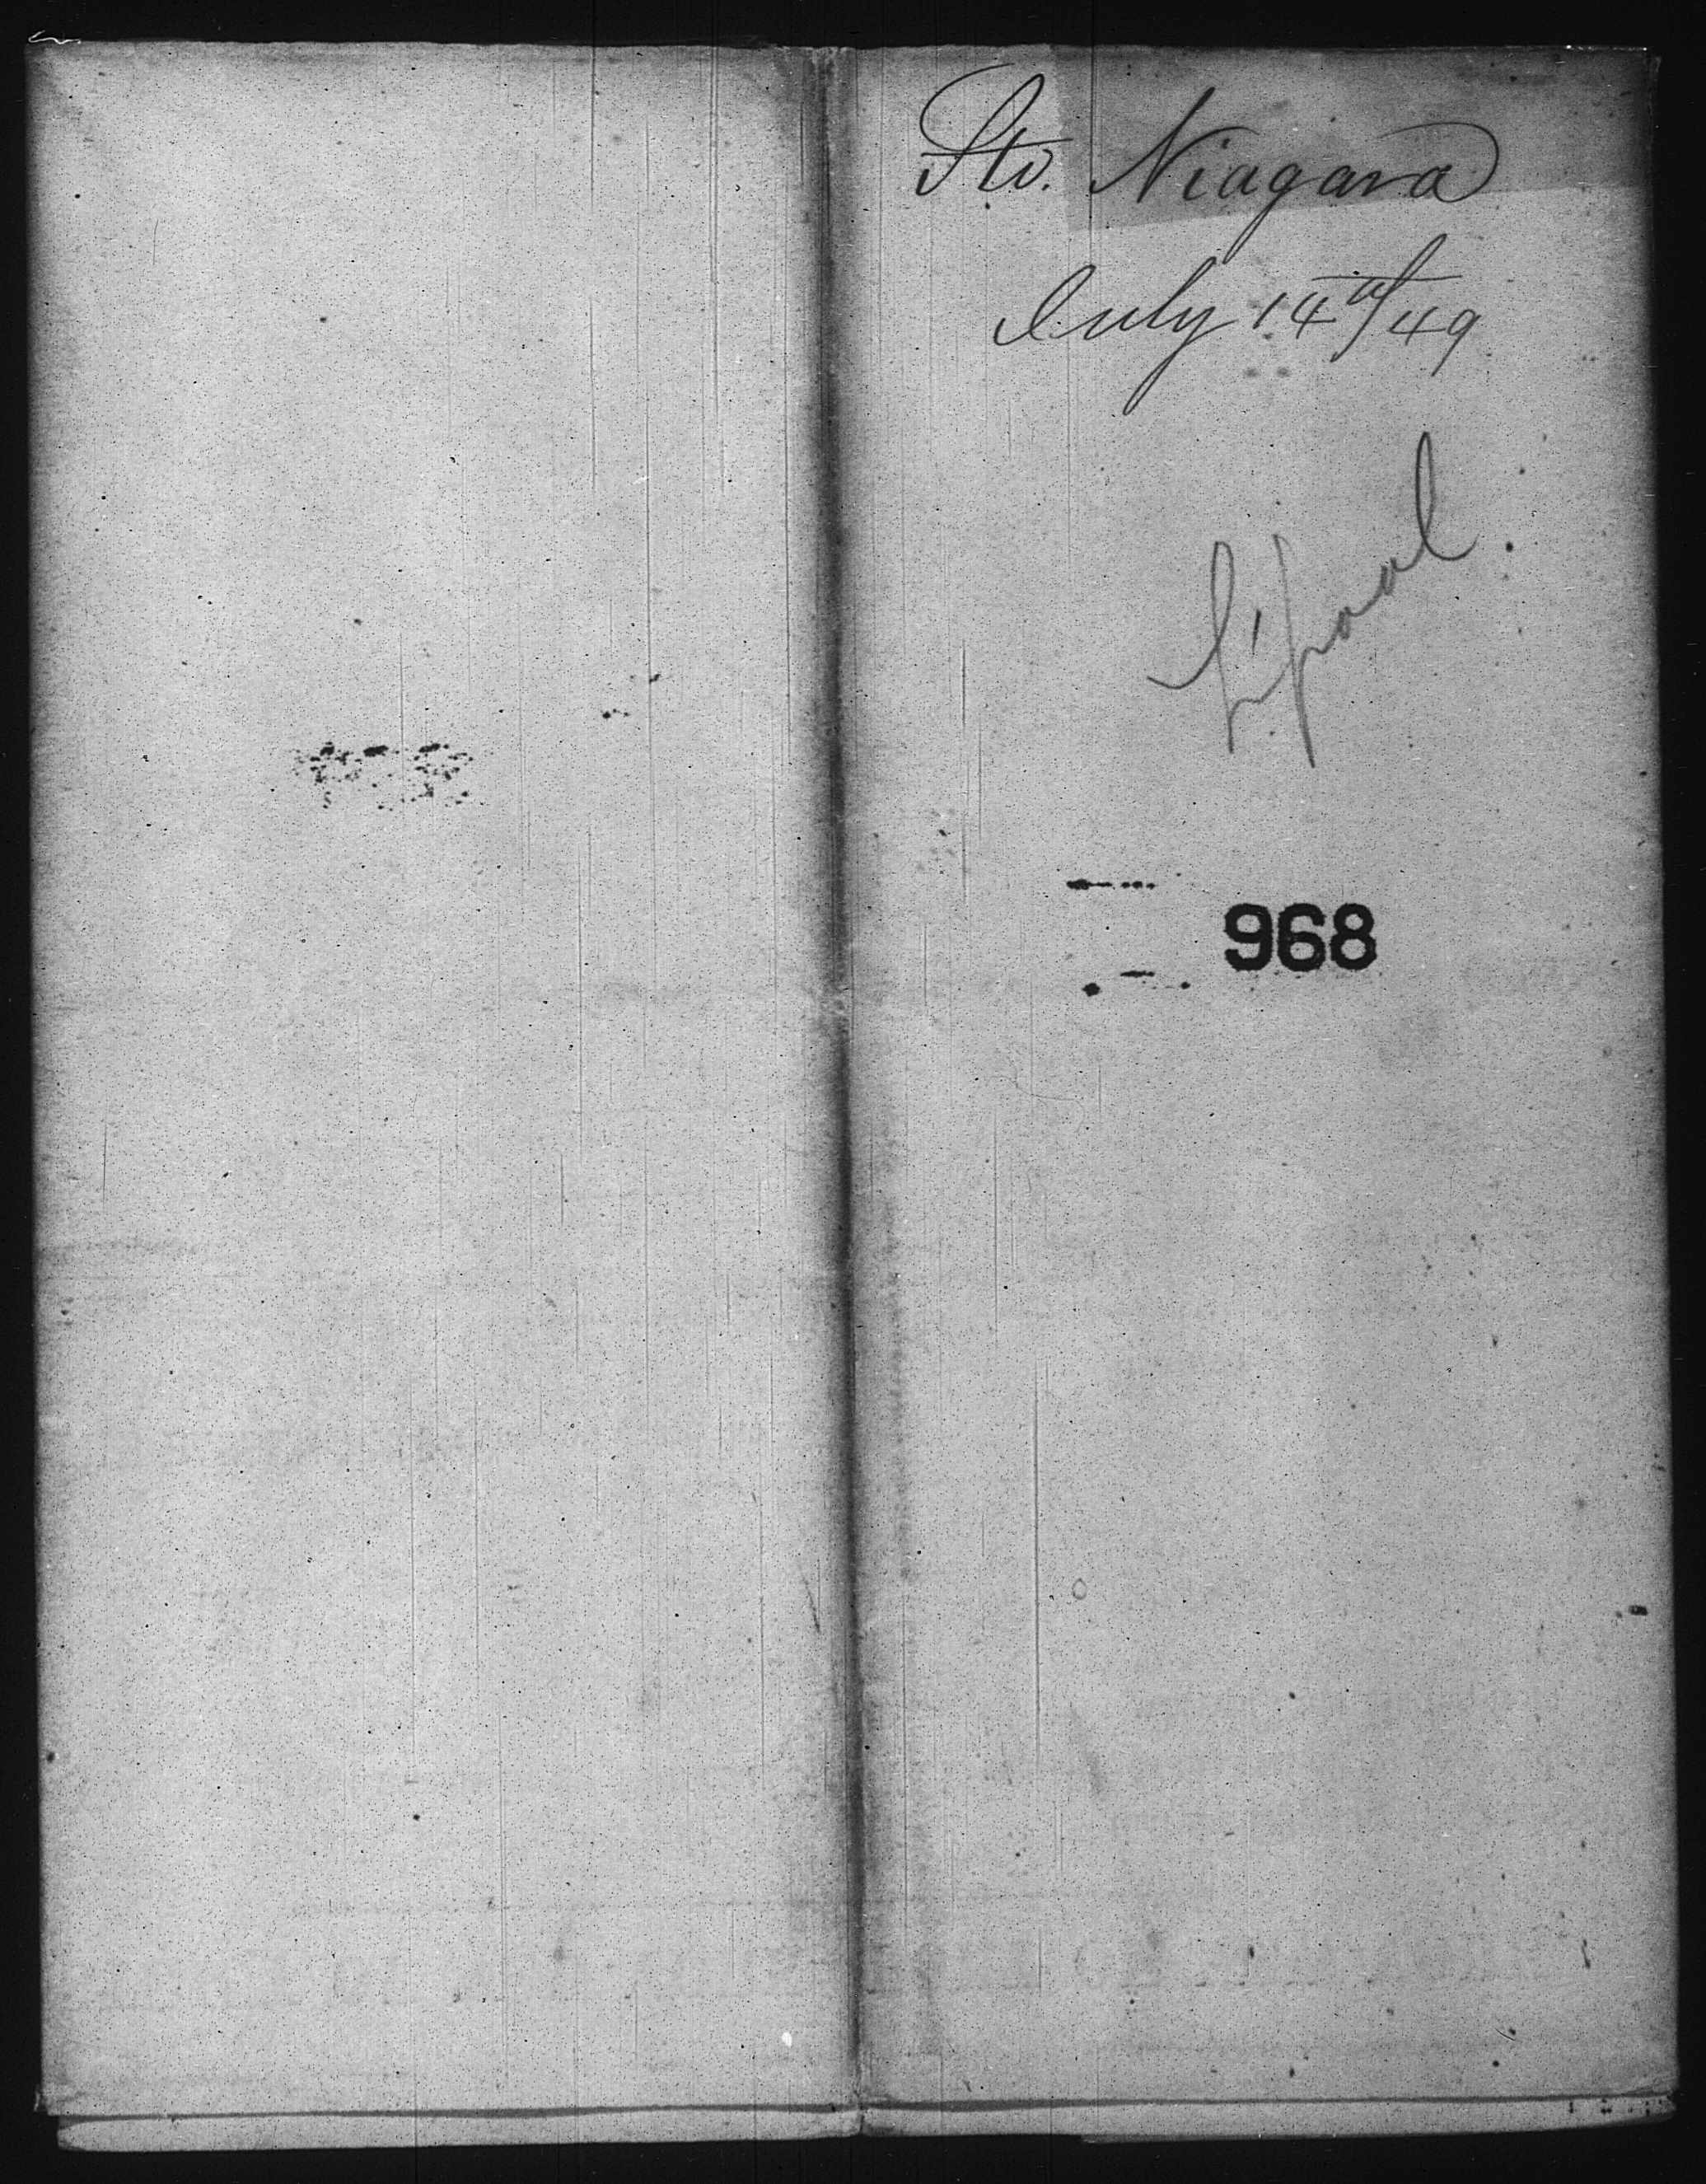 Str. Niagara
July 14th/49
L'pool
968